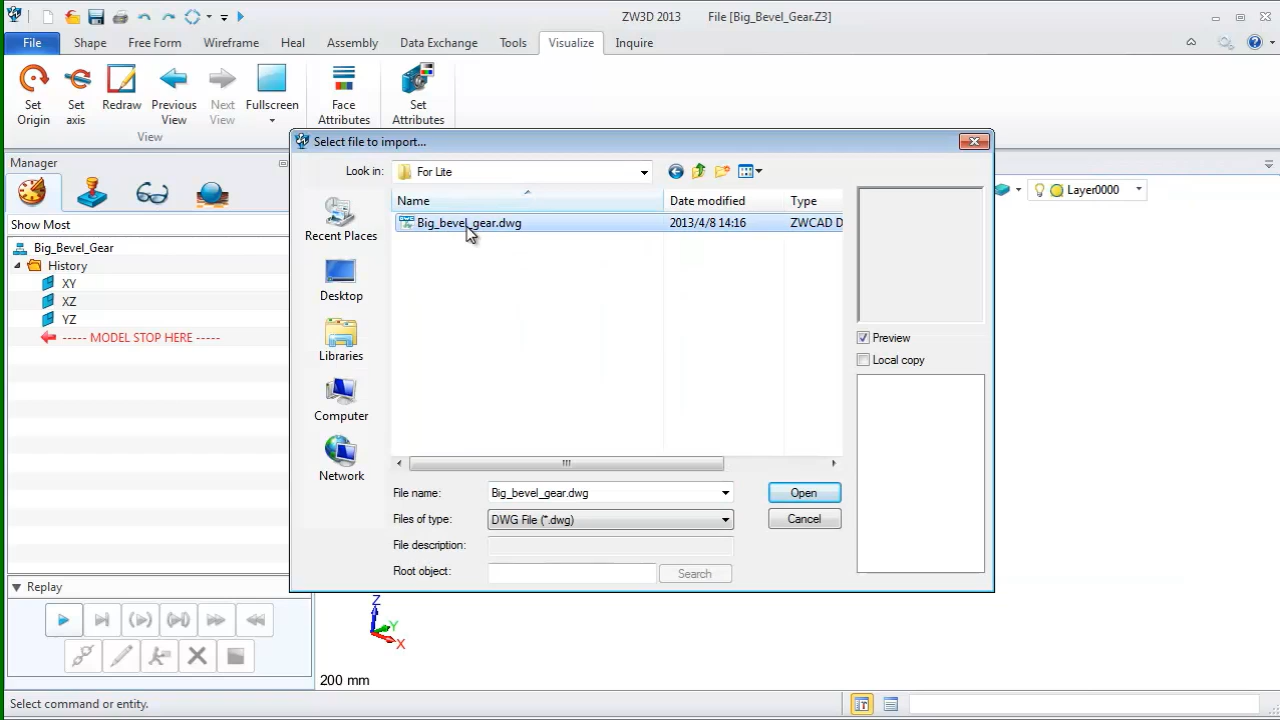 ZW3D 2013 File [Big_Bevel_Gear.Z3]
File Shape Free Form Wireframe Heal Assembly Data Exchange Tools Visualize Inquire
Set Origin
Set axis
Redraw
Previous View
Next View
Fullscreen
Face Attributes
Set Attributes
View
Manager
Show Most
Big_Bevel_Gear
History
XY
XZ
YZ
----- MODEL STOP HERE -----
Replay
Select file to import...
Look in: For Lite
Name Date modified Type
Big_bevel_gear.dwg 2013/4/8 14:16 ZWCAD D
Recent Places
Desktop
Libraries
Computer
Network
Preview
Local copy
File name: Big_bevel_gear.dwg Open
Files of type: DWG File (*.dwg) Cancel
File description:
Root object: Search
Layer0000
Z
Y
X
200 mm
Select command or entity.